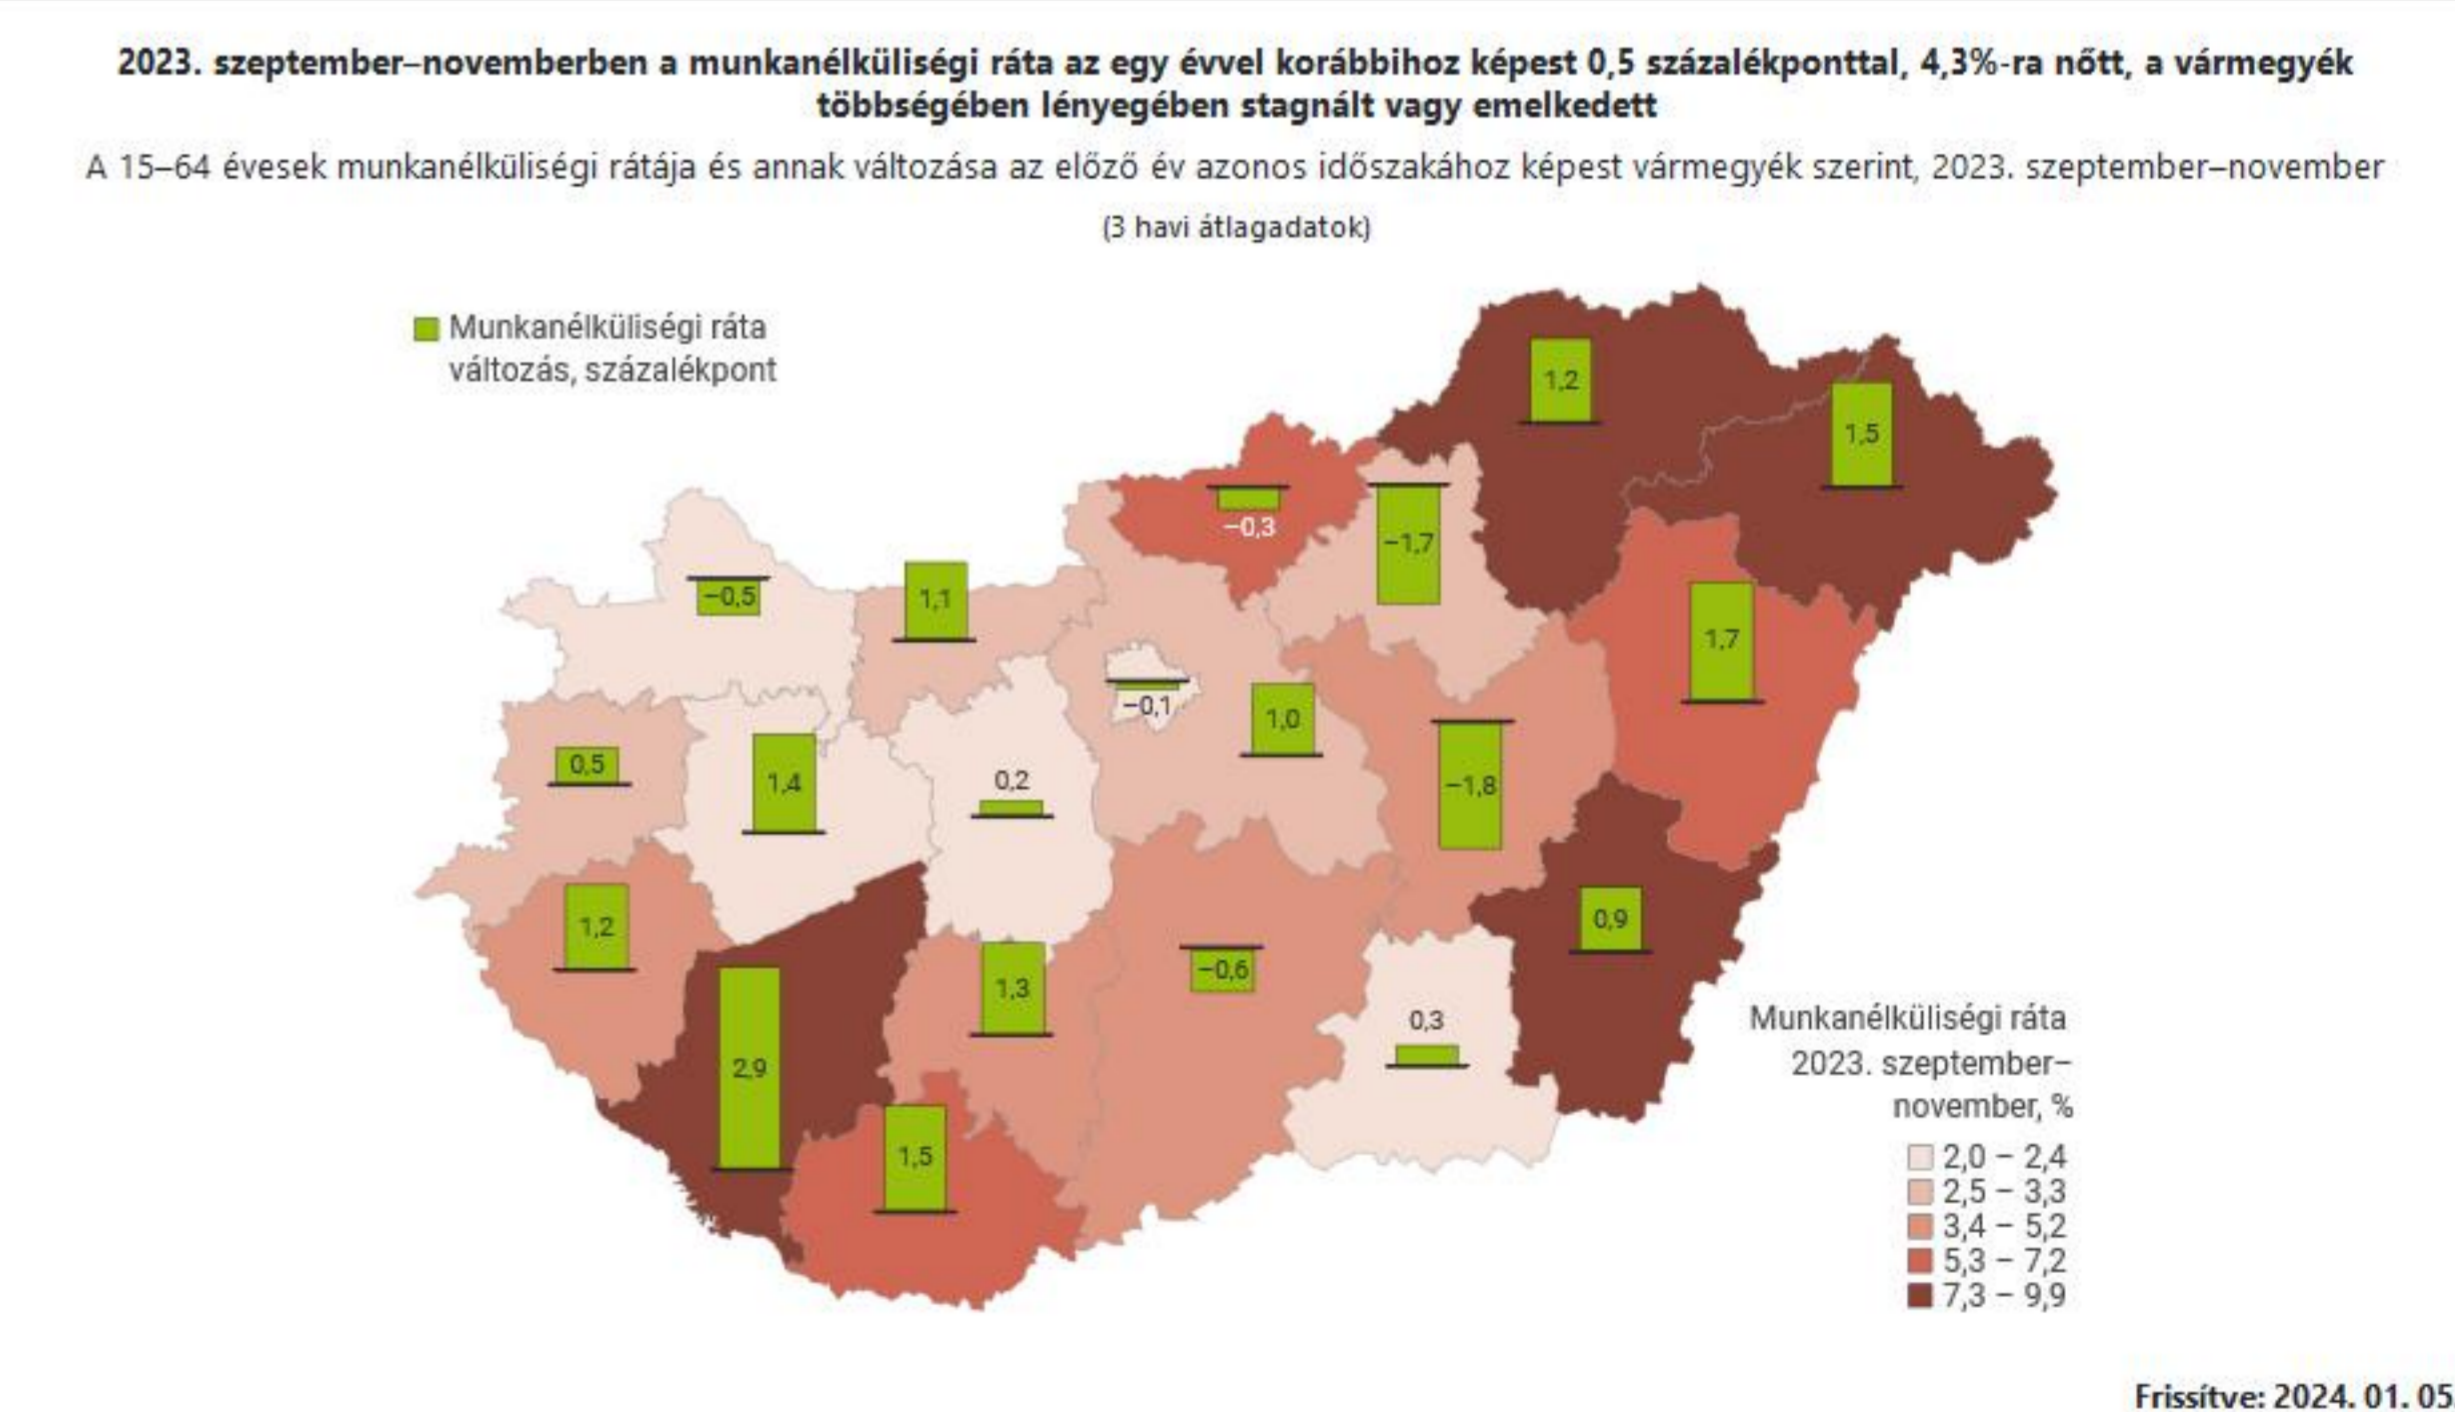 2023. szeptember–novemberben a munkanélküliségi ráta az egy évvel korábbihoz képest 0,5 százalékponttal, 4,3%-ra nőtt, a vármegyék
többségében lényegében stagnált vagy emelkedett
A 15–64 évesek munkanélküliségi rátája és annak változása az előző év azonos időszakához képest vármegyék szerint, 2023. szeptember–november
(3 havi átlagadatok)
Munkanélküliségi ráta
változás, százalékpont
1,2
1,5
−0,3
−1,7
−0,5
1,1
1,7
−0,1
1,0
0,5
1,4
0,2
−1,8
1,2
0,9
−0,6
1,3
0,3
2,9
1,5
Munkanélküliségi ráta
2023. szeptember–
november, %
2,0 – 2,4
2,5 – 3,3
3,4 – 5,2
5,3 – 7,2
7,3 – 9,9
Frissítve: 2024. 01. 05